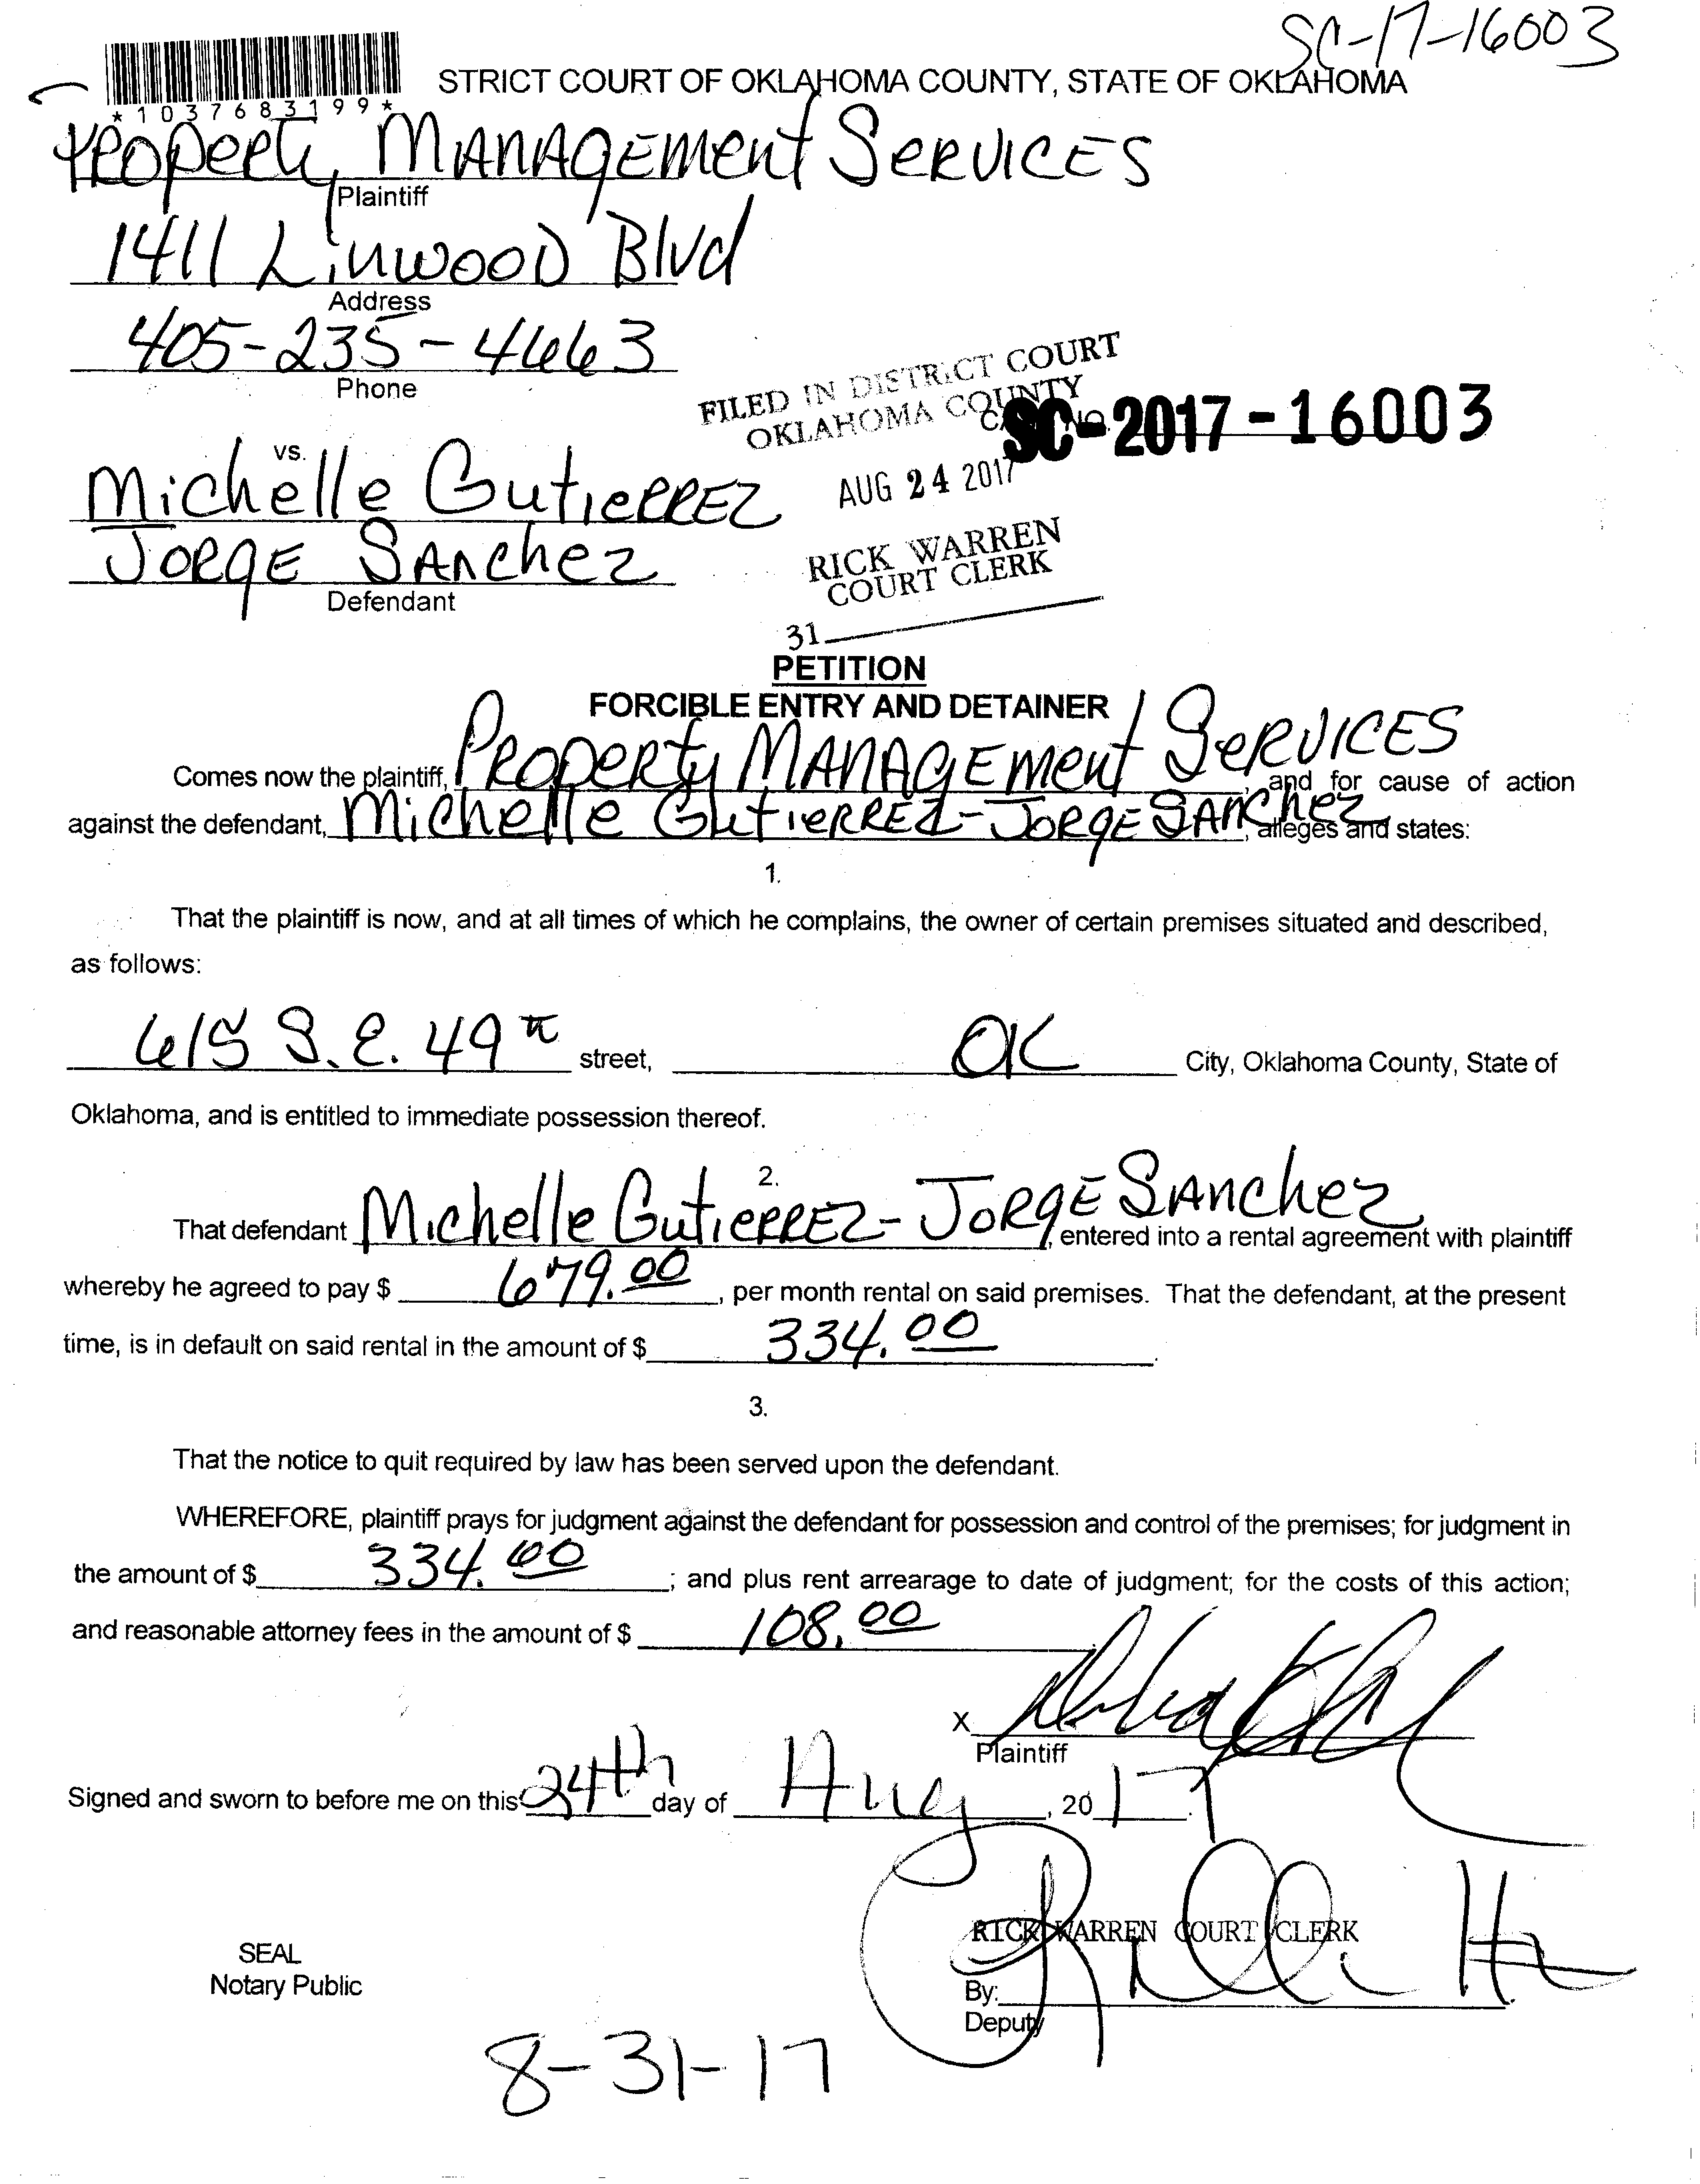 SC-17-16003
STRICT COURT OF OKLAHOMA COUNTY, STATE OF OKLAHOMA
*1037683199*
PROPERTY MANAGEMENT SERVICES
Plaintiff
1411 LINWOOD Blvd
Address
405-235-4663
Phone
FILED IN DISTRICT COURT
OKLAHOMA COUNTY
SC-2017-16003
vs.
Michelle GutieRREZ
AUG 24 2017
JORGE SANchez
Defendant
RICK WARREN
COURT CLERK
31
PETITION
FORCIBLE ENTRY AND DETAINER
Comes now the plaintiff, PROPERTY MANAGEMENT SERVICES, and for cause of action
against the defendant, Michelle GutieRREZ-JORGE SANchez, alleges and states:
1.
That the plaintiff is now, and at all times of which he complains, the owner of certain premises situated and described,
as follows:
615 S.E. 49th street, OK City, Oklahoma County, State of
Oklahoma, and is entitled to immediate possession thereof.
2.
That defendant Michelle GutieRREZ-JORGE SANchez, entered into a rental agreement with plaintiff
whereby he agreed to pay $ 679.00, per month rental on said premises. That the defendant, at the present
time, is in default on said rental in the amount of $ 334.00.
3.
That the notice to quit required by law has been served upon the defendant.
WHEREFORE, plaintiff prays for judgment against the defendant for possession and control of the premises; for judgment in
the amount of $ 334.00; and plus rent arrearage to date of judgment; for the costs of this action;
and reasonable attorney fees in the amount of $ 108.00
X
Plaintiff
Signed and sworn to before me on this 24th day of Aug, 2017.
RICK WARREN COURT CLERK
SEAL
Notary Public
By:
Deputy
8-31-17